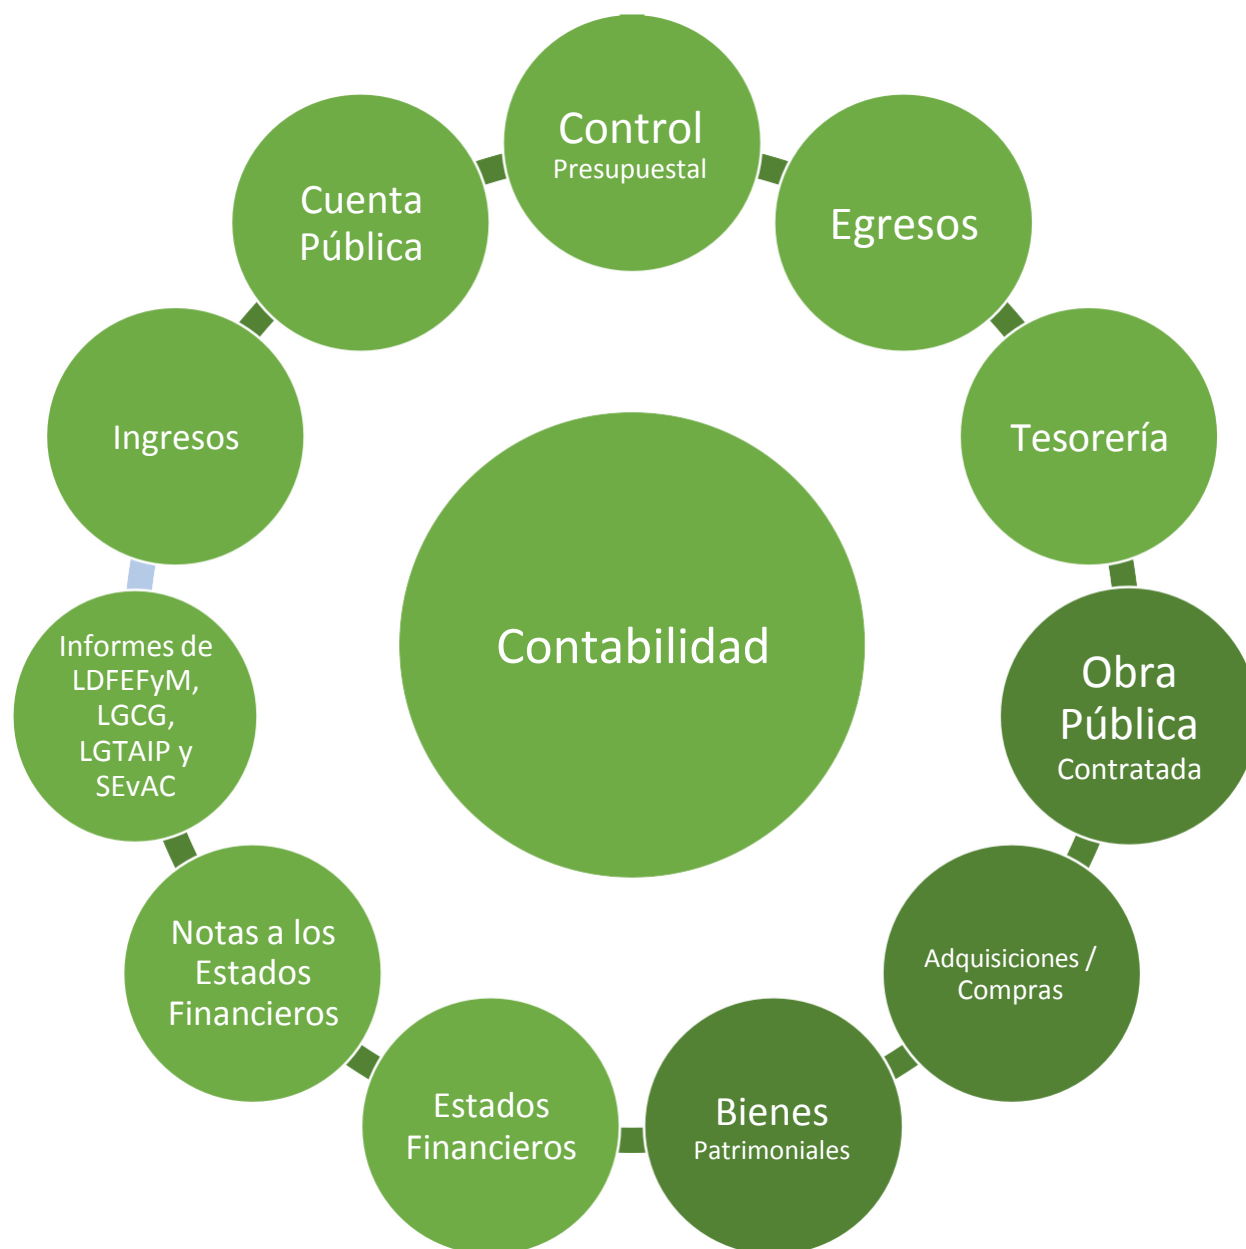 Control
Presupuestal
Egresos
Tesorería
Obra
Pública
Contratada
Adquisiciones /
Compras
Bienes
Patrimoniales
Estados
Financieros
Notas a los
Estados
Financieros
Informes de
LDFEFyM,
LGCG,
LGTAIP y
SEvAC
Ingresos
Cuenta
Pública
Contabilidad